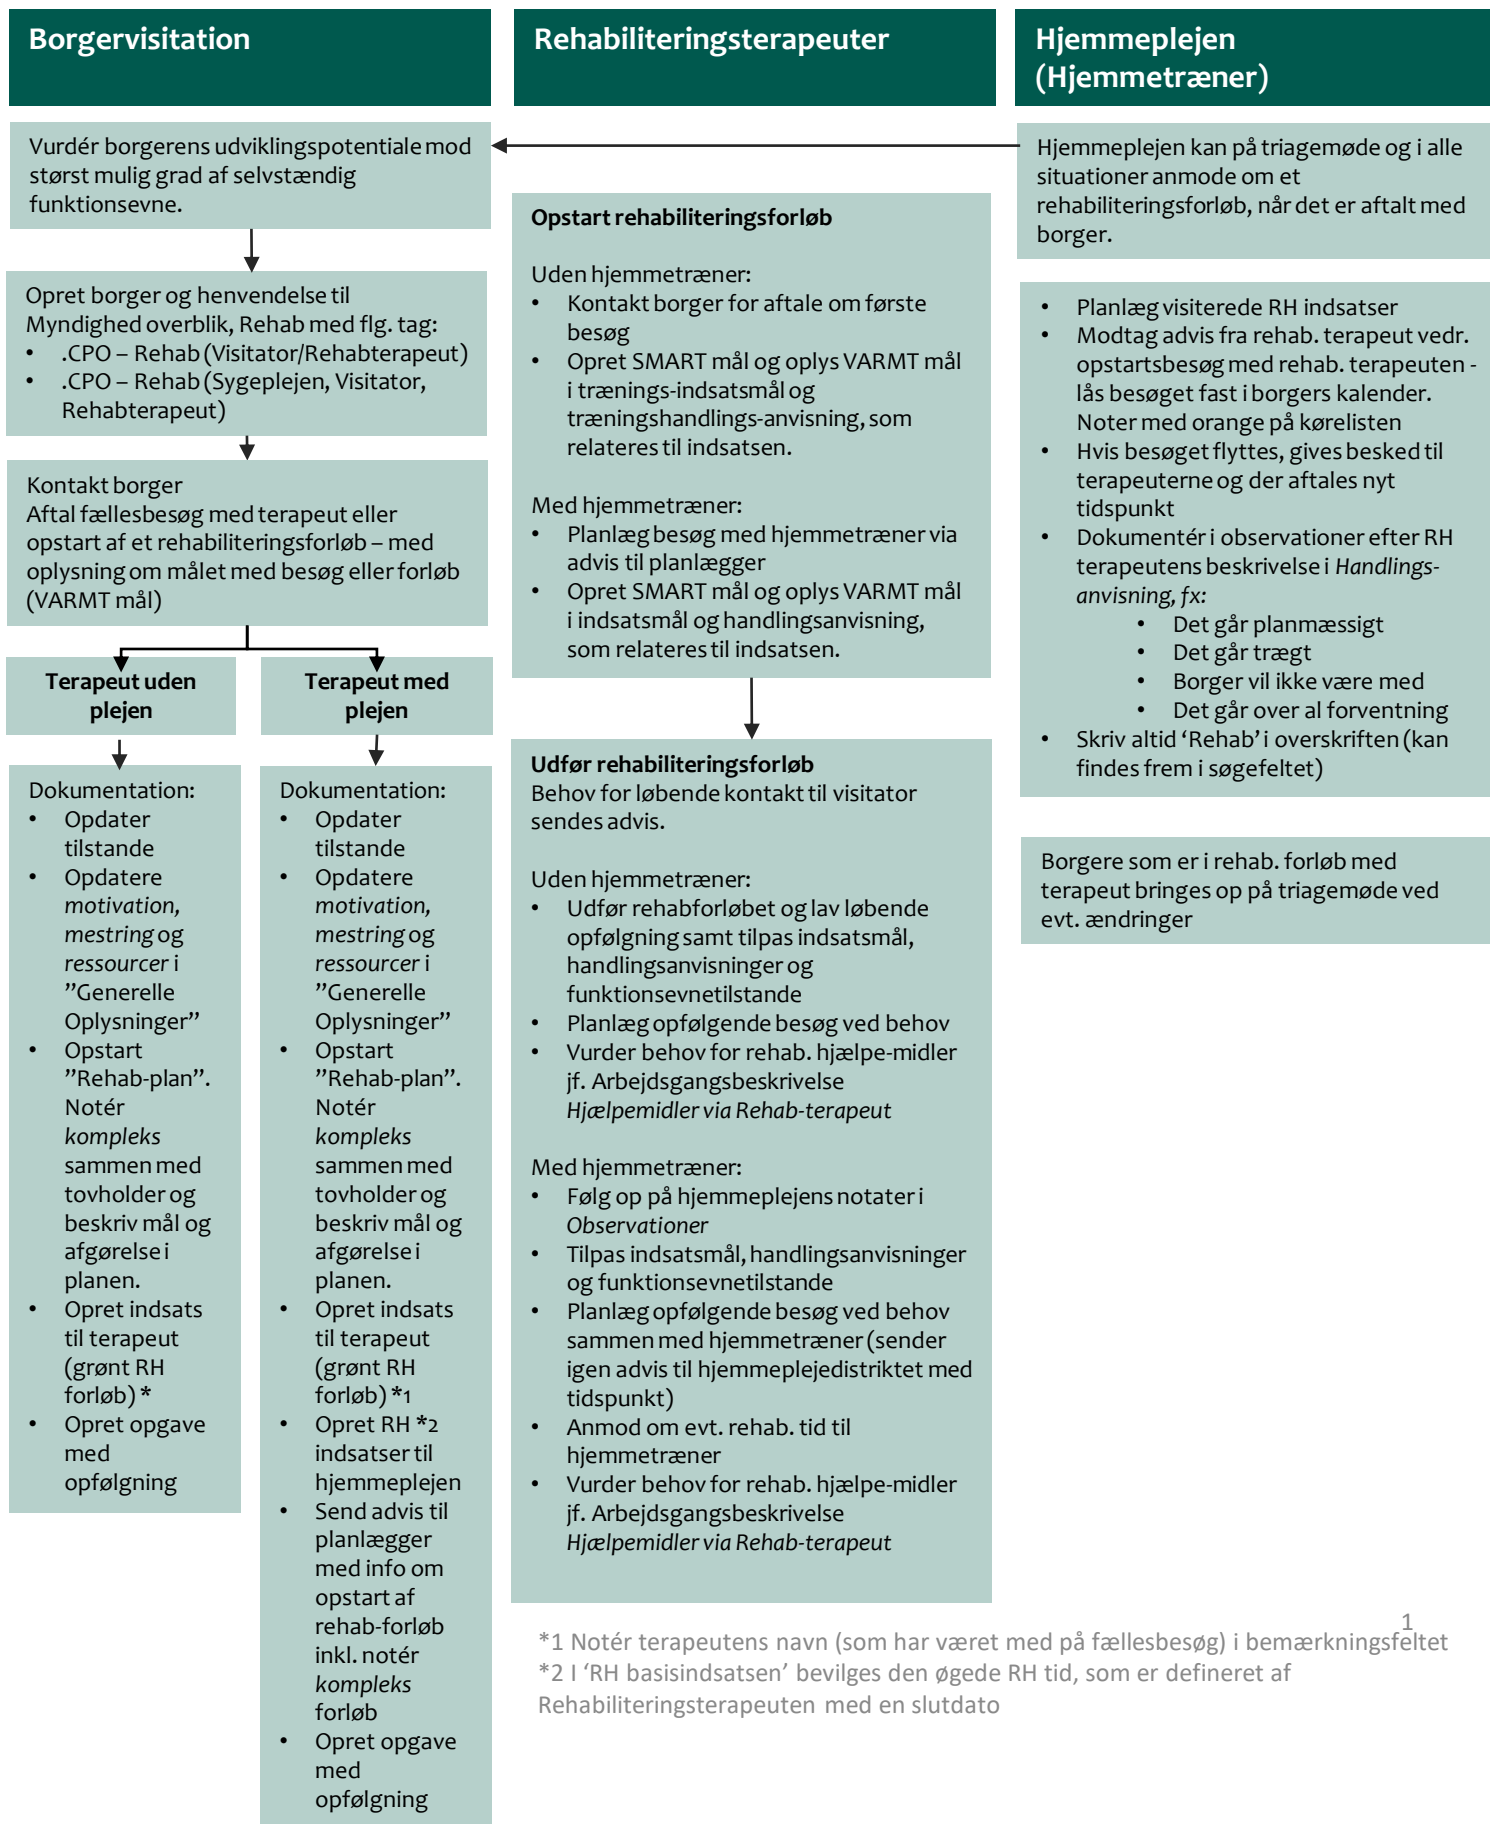 Borgervisitation
Vurdér borgerens udviklingspotentiale mod
størst mulig grad af selvstændig
funktionsevne.
Opret borger og henvendelse til
Myndighed overblik, Rehab med flg. tag:
• .CPO – Rehab (Visitator/Rehabterapeut)
• .CPO – Rehab (Sygeplejen, Visitator,
Rehabterapeut)
Kontakt borger
Aftal fællesbesøg med terapeut eller
opstart af et rehabiliteringsforløb – med
oplysning om målet med besøg eller forløb
(VARMT mål)
Terapeut uden
plejen
Dokumentation:
• Opdater
tilstande
• Opdatere
motivation,
mestring og
ressourcer i
”Generelle
Oplysninger”
• Opstart
”Rehab-plan”.
Notér
kompleks
sammen med
tovholder og
beskriv mål og
afgørelse i
planen.
• Opret indsats
til terapeut
(grønt RH
forløb) *
• Opret opgave
med
opfølgning
Terapeut med
plejen
Dokumentation:
• Opdater
tilstande
• Opdatere
motivation,
mestring og
ressourcer i
”Generelle
Oplysninger”
• Opstart
”Rehab-plan”.
Notér
kompleks
sammen med
tovholder og
beskriv mål og
afgørelse i
planen.
• Opret indsats
til terapeut
(grønt RH
forløb) *1
• Opret RH *2
indsatser til
hjemmeplejen
• Send advis til
planlægger
med info om
opstart af
rehab-forløb
inkl. notér
kompleks
forløb
• Opret opgave
med
opfølgning
Rehabiliteringsterapeuter
Opstart rehabiliteringsforløb
Uden hjemmetræner:
• Kontakt borger for aftale om første
besøg
• Opret SMART mål og oplys VARMT mål
i trænings-indsatsmål og
træningshandlings-anvisning, som
relateres til indsatsen.
Med hjemmetræner:
• Planlæg besøg med hjemmetræner via
advis til planlægger
• Opret SMART mål og oplys VARMT mål
i indsatsmål og handlingsanvisning,
som relateres til indsatsen.
Udfør rehabiliteringsforløb
Behov for løbende kontakt til visitator
sendes advis.
Uden hjemmetræner:
• Udfør rehabforløbet og lav løbende
opfølgning samt tilpas indsatsmål,
handlingsanvisninger og
funktionsevnetilstande
• Planlæg opfølgende besøg ved behov
• Vurder behov for rehab. hjælpe-midler
jf. Arbejdsgangsbeskrivelse
Hjælpemidler via Rehab-terapeut
Med hjemmetræner:
• Følg op på hjemmeplejens notater i
Observationer
• Tilpas indsatsmål, handlingsanvisninger
og funktionsevnetilstande
• Planlæg opfølgende besøg ved behov
sammen med hjemmetræner (sender
igen advis til hjemmeplejedistriktet med
tidspunkt)
• Anmod om evt. rehab. tid til
hjemmetræner
• Vurder behov for rehab. hjælpe-midler
jf. Arbejdsgangsbeskrivelse
Hjælpemidler via Rehab-terapeut
Hjemmeplejen
(Hjemmetræner)
Hjemmeplejen kan på triagemøde og i alle
situationer anmode om et
rehabiliteringsforløb, når det er aftalt med
borger.
• Planlæg visiterede RH indsatser
• Modtag advis fra rehab. terapeut vedr.
opstartsbesøg med rehab. terapeuten -
lås besøget fast i borgers kalender.
Noter med orange på kørelisten
• Hvis besøget flyttes, gives besked til
terapeuterne og der aftales nyt
tidspunkt
• Dokumentér i observationer efter RH
terapeutens beskrivelse i Handlings-
anvisning, fx:
• Det går planmæssigt
• Det går trægt
• Borger vil ikke være med
• Det går over al forventning
• Skriv altid ‘Rehab’ i overskriften (kan
findes frem i søgefeltet)
Borgere som er i rehab. forløb med
terapeut bringes op på triagemøde ved
evt. ændringer
1
*1 Notér terapeutens navn (som har været med på fællesbesøg) i bemærkningsfeltet
*2 I ‘RH basisindsatsen’ bevilges den øgede RH tid, som er defineret af
Rehabiliteringsterapeuten med en slutdato